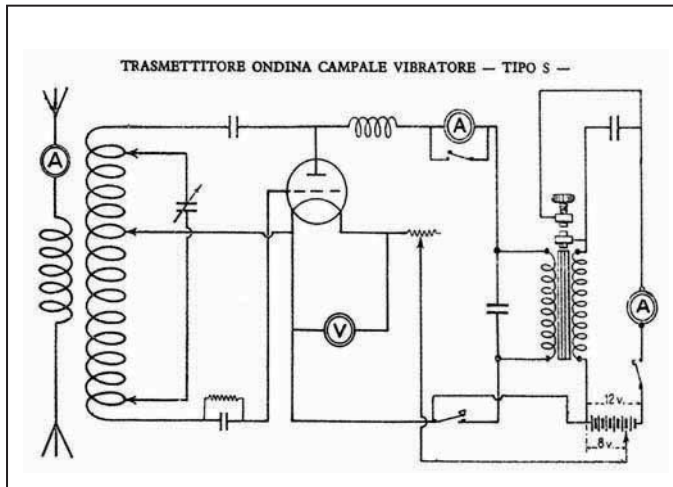 TRASMETTITORE ONDINA CAMPALE VIBRATORE — TIPO S —
A
A
V
A
12 v.
8 v.